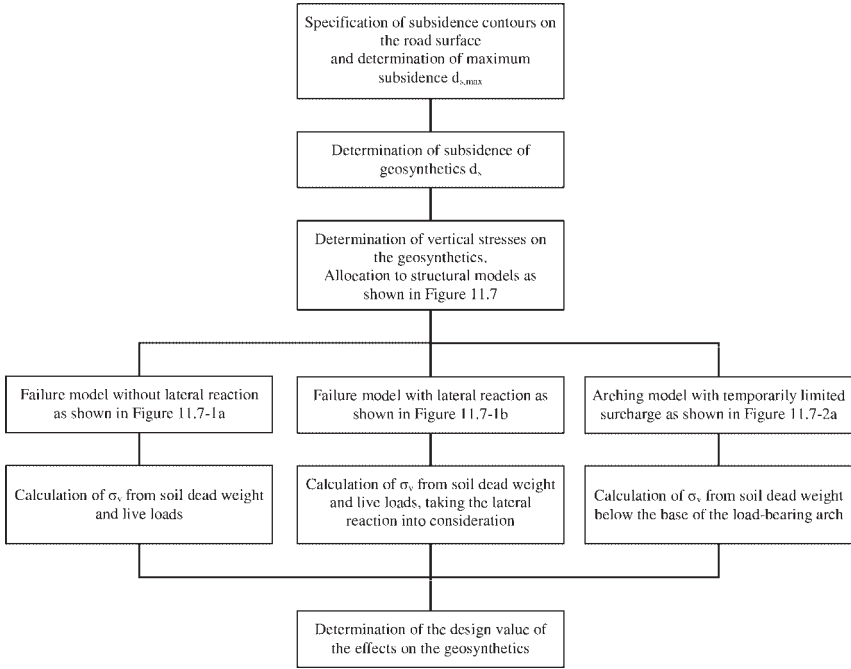 Specification of subsidence contours on
the road surface
and determination of maximum
subsidence ds,max
Determination of subsidence of
geosynthetics ds
Determination of vertical stresses on
the geosynthetics.
Allocation to structural models as
shown in Figure 11.7
Failure model without lateral reaction
as shown in Figure 11.7-1a
Failure model with lateral reaction as
shown in Figure 11.7-1b
Arching model with temporarily limited
surcharge as shown in Figure 11.7-2a
Calculation of σv from soil dead weight
and live loads
Calculation of σv from soil dead weight
and live loads, taking the lateral
reaction into consideration
Calculation of σv from soil dead weight
below the base of the load-bearing arch
Determination of the design value of
the effects on the geosynthetics